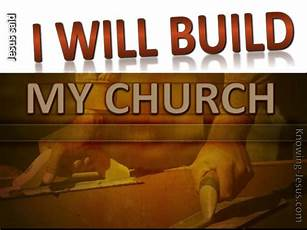 Jesus said
I WILL BUILD
MY CHURCH
Knowing-Jesus.com